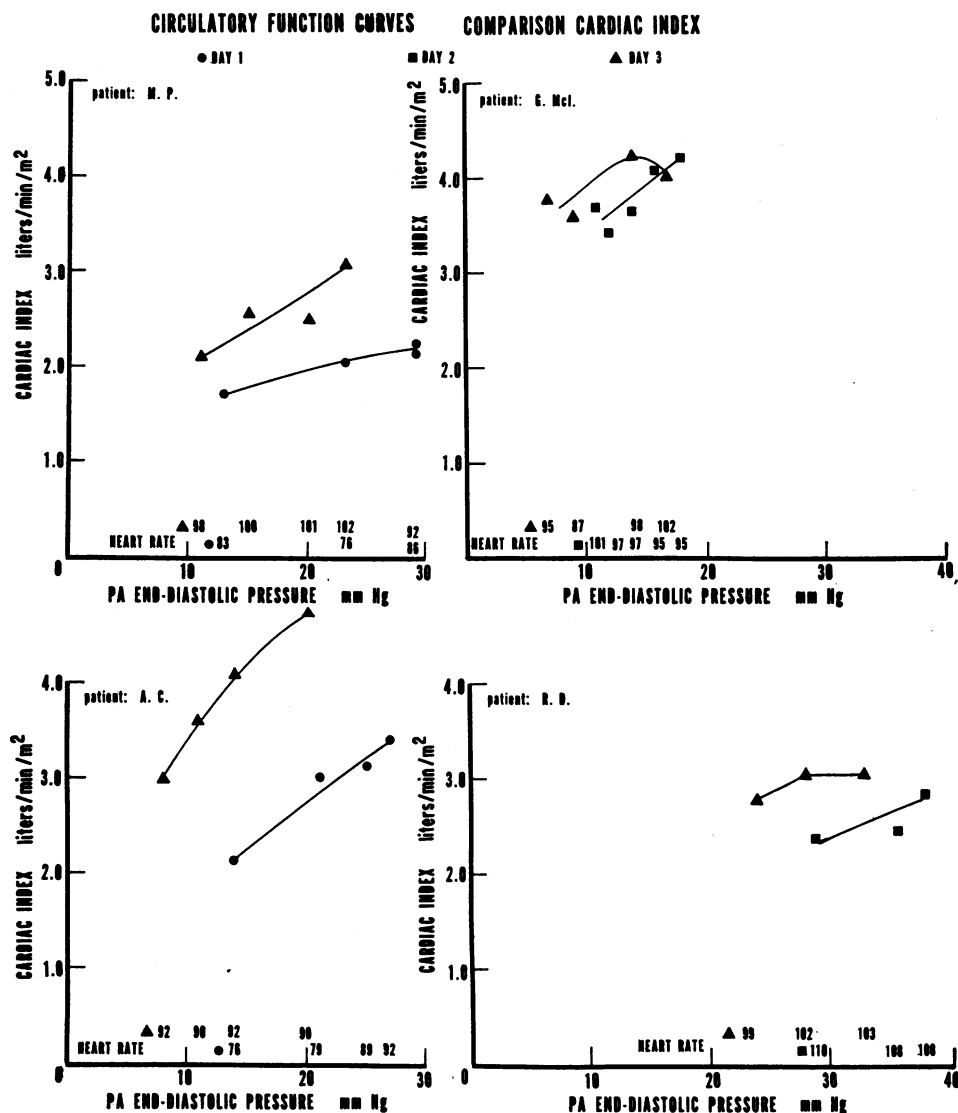 CIRCULATORY FUNCTION CURVES COMPARISON CARDIAC INDEX
● DAY 1 ■ DAY 2 ▲ DAY 3
patient: M. P.
CARDIAC INDEX liters/min/m²
5.0
4.0
3.0
2.0
1.0
0
▲ 98 100 101 102 92
HEART RATE ● 83 76 86
10 20 30
PA END-DIASTOLIC PRESSURE mm Hg
patient: G. McI.
CARDIAC INDEX liters/min/m²
5.0
4.0
3.0
2.0
1.0
0
▲ 95 87 98 102
HEART RATE ■ 101 97 97 95 95
10 20 30 40
PA END-DIASTOLIC PRESSURE mm Hg
patient: A. C.
CARDIAC INDEX liters/min/m²
4.0
3.0
2.0
1.0
0
▲ 92 90 92 90
HEART RATE ● 76 79 89 92
10 20 30
PA END-DIASTOLIC PRESSURE mm Hg
patient: R. D.
CARDIAC INDEX liters/min/m²
4.0
3.0
2.0
1.0
0
▲ 99 102 103
HEART RATE ■ 110 108 108
10 20 30 40
PA END-DIASTOLIC PRESSURE mm Hg